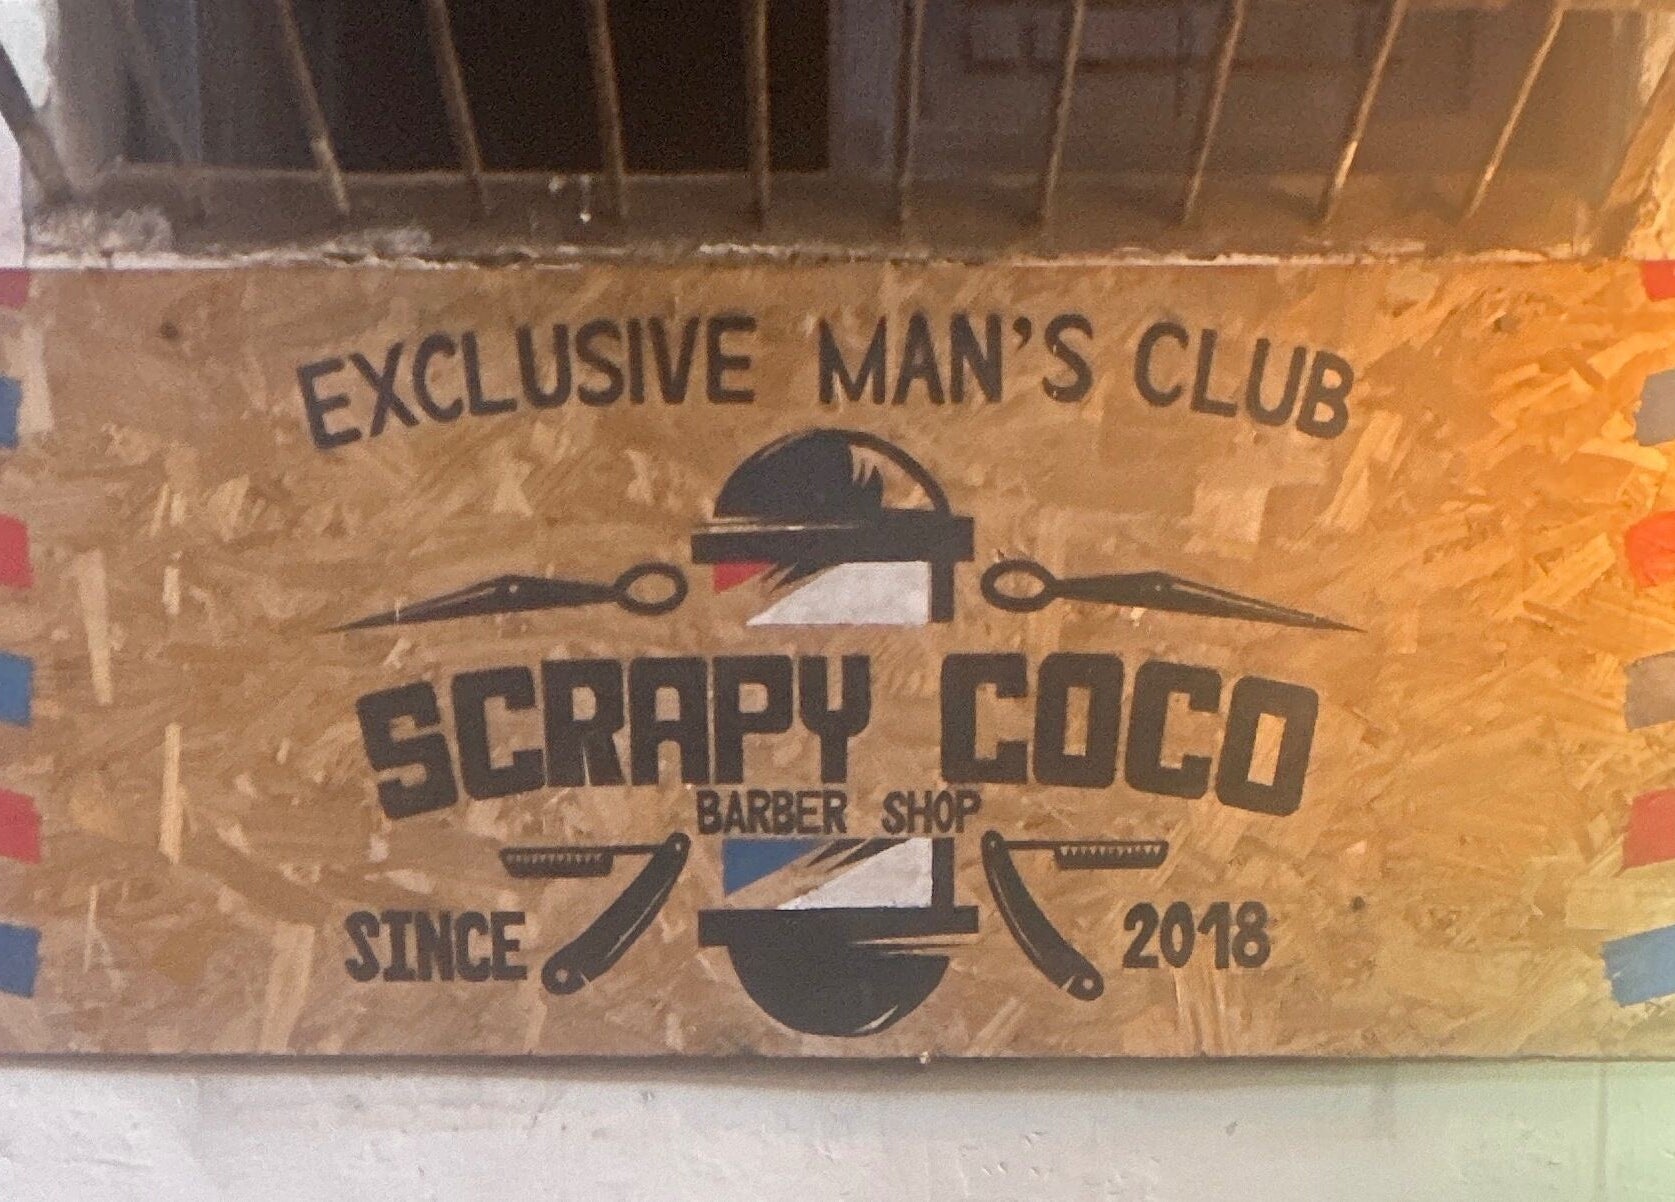 EXCLUSIVE MAN'S CLUB
SCRAPY COCO
BARBER SHOP
SINCE 2018